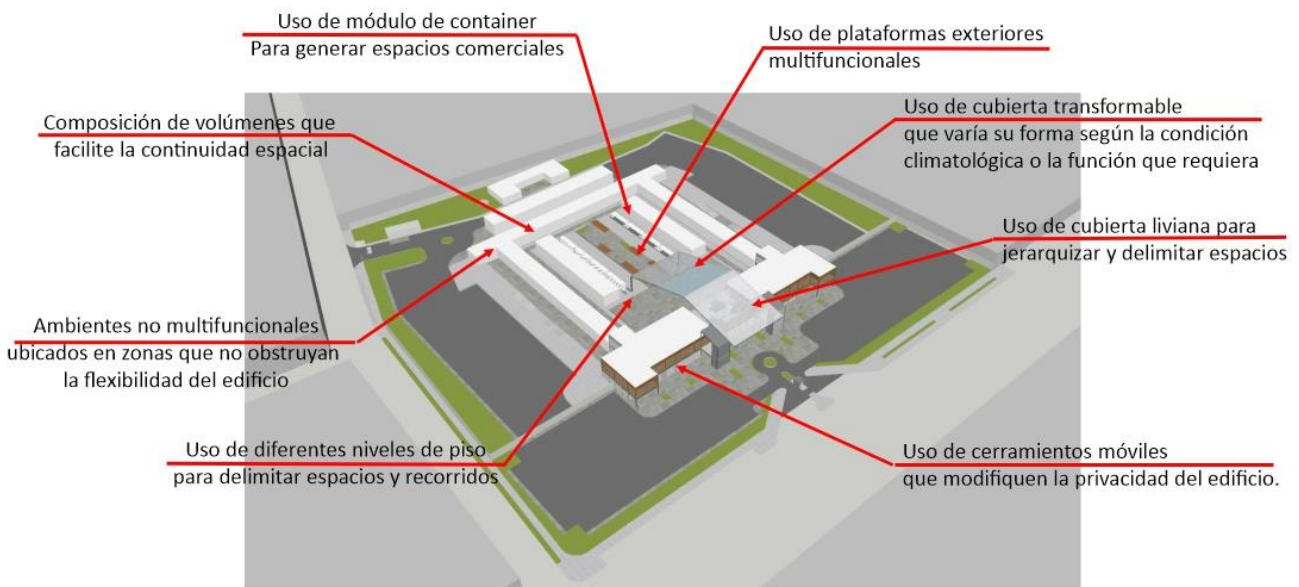 Uso de módulo de container
Para generar espacios comerciales
Uso de plataformas exteriores
multifuncionales
Composición de volúmenes que
facilite la continuidad espacial
Uso de cubierta transformable
que varía su forma según la condición
climatológica o la función que requiera
Uso de cubierta liviana para
jerarquizar y delimitar espacios
Ambientes no multifuncionales
ubicados en zonas que no obstruyan
la flexibilidad del edificio
Uso de diferentes niveles de piso
para delimitar espacios y recorridos
Uso de cerramientos móviles
que modifiquen la privacidad del edificio.